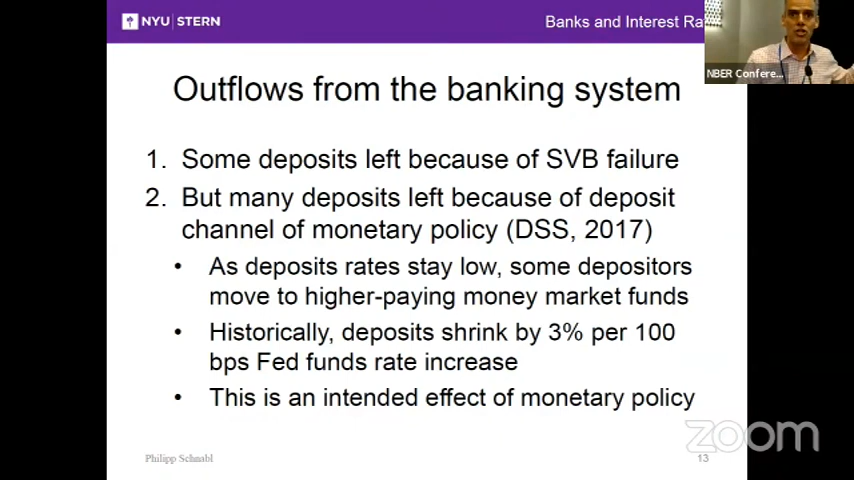 NYU STERN
Banks and Interest Ra
NBER Confere...
Outflows from the banking system
1. Some deposits left because of SVB failure
2. But many deposits left because of deposit
channel of monetary policy (DSS, 2017)
• As deposits rates stay low, some depositors
move to higher-paying money market funds
• Historically, deposits shrink by 3% per 100
bps Fed funds rate increase
• This is an intended effect of monetary policy
zoom
Philipp Schnabl
13